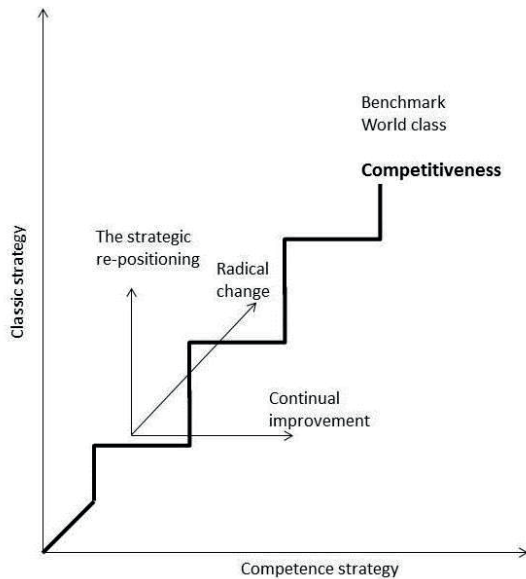 Benchmark
World class
Competitiveness
The strategic
re-positioning
Radical
change
Continual
improvement
Classic strategy
Competence strategy